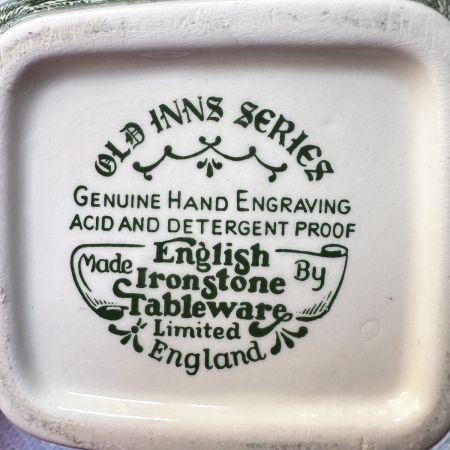 OLD INNS SERIES
GENUINE HAND ENGRAVING
ACID AND DETERGENT PROOF
Made English By
Ironstone
Tableware
Limited
England